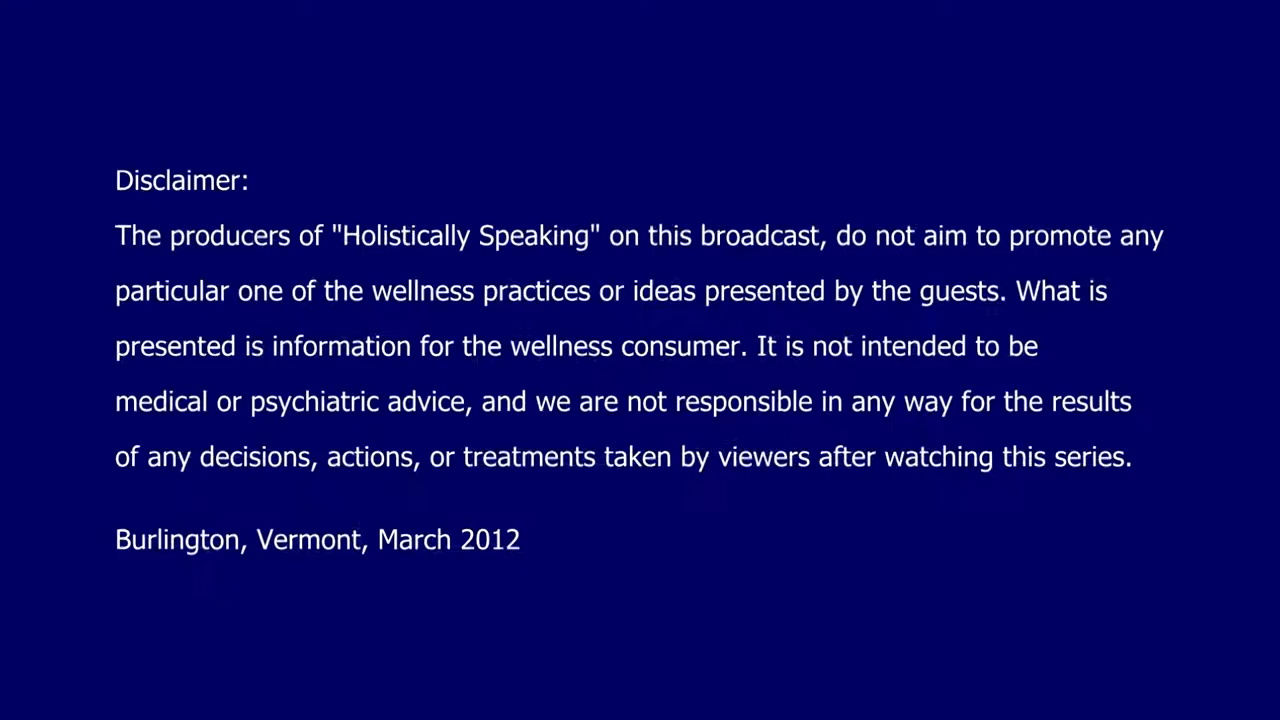 Disclaimer:
The producers of "Holistically Speaking" on this broadcast, do not aim to promote any
particular one of the wellness practices or ideas presented by the guests. What is
presented is information for the wellness consumer. It is not intended to be
medical or psychiatric advice, and we are not responsible in any way for the results
of any decisions, actions, or treatments taken by viewers after watching this series.
Burlington, Vermont, March 2012